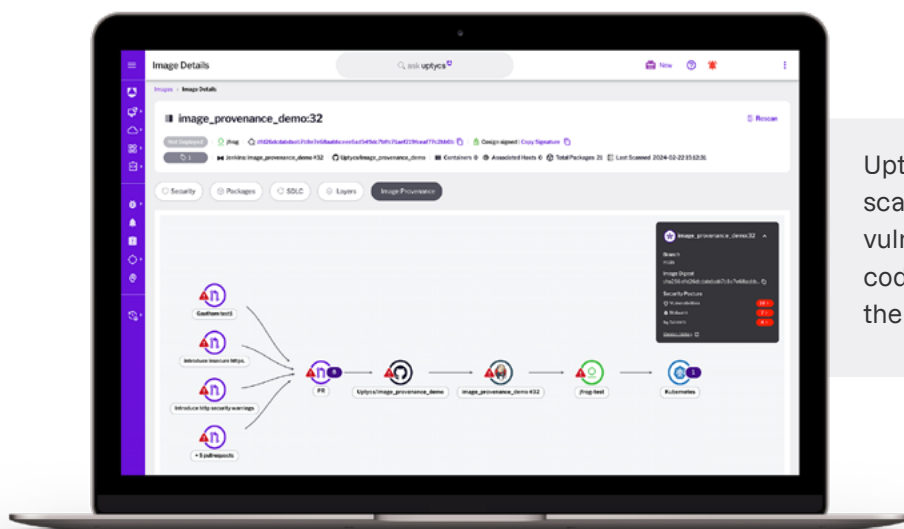 Image Details
ask uptycs
New
Images > Image Details
image_provenance_demo:32
Rescan
Not Deployed jfrog Cosign signed: Copy Signature
1 Jenkins: image_provenance_demo #32 Uptycs/image_provenance_demo Containers 0 Associated Hosts 0 Total Packages 21 Last Scanned 2024-02-22
Security Packages SDLC Layers Image Provenance
image_provenance_demo:32
Branch
main
Image Digest
Security Posture
Vulnerabilities
Malware
Secrets
Gautham test1
Introduce insecure https.
Introduce http security warnings
+ 5 pullrequests
PR
Uptycs/image_provenance_demo
image_provenance_demo #32
jfrog-test
Kubernetes
1
Upt
sca
vuln
cod
the